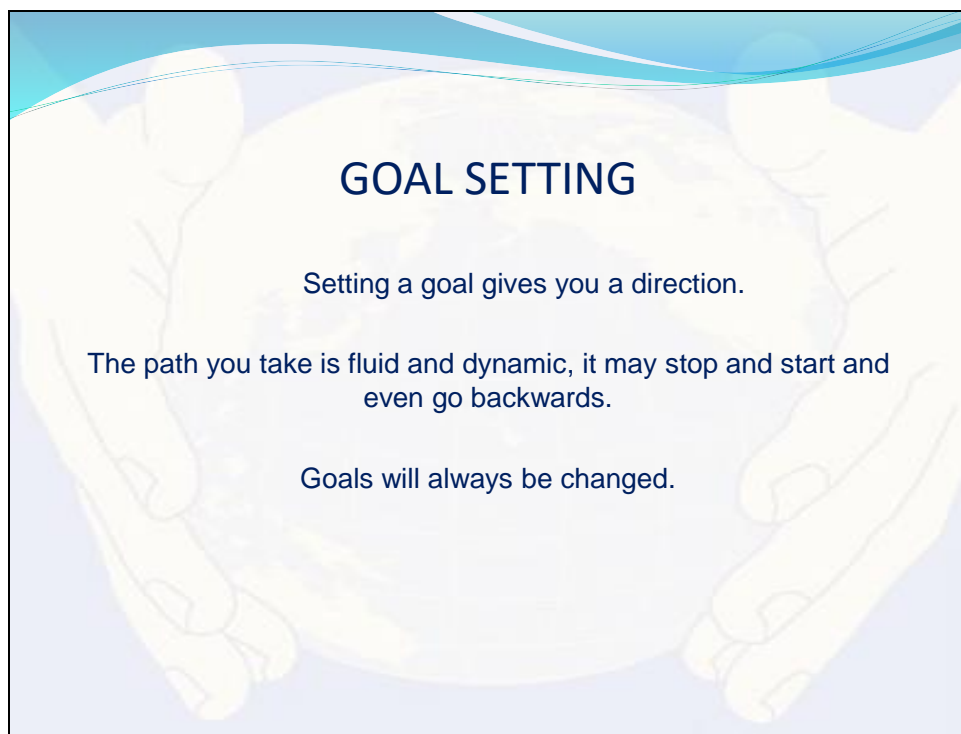 GOAL SETTING
Setting a goal gives you a direction.
The path you take is fluid and dynamic, it may stop and start and
even go backwards.
Goals will always be changed.